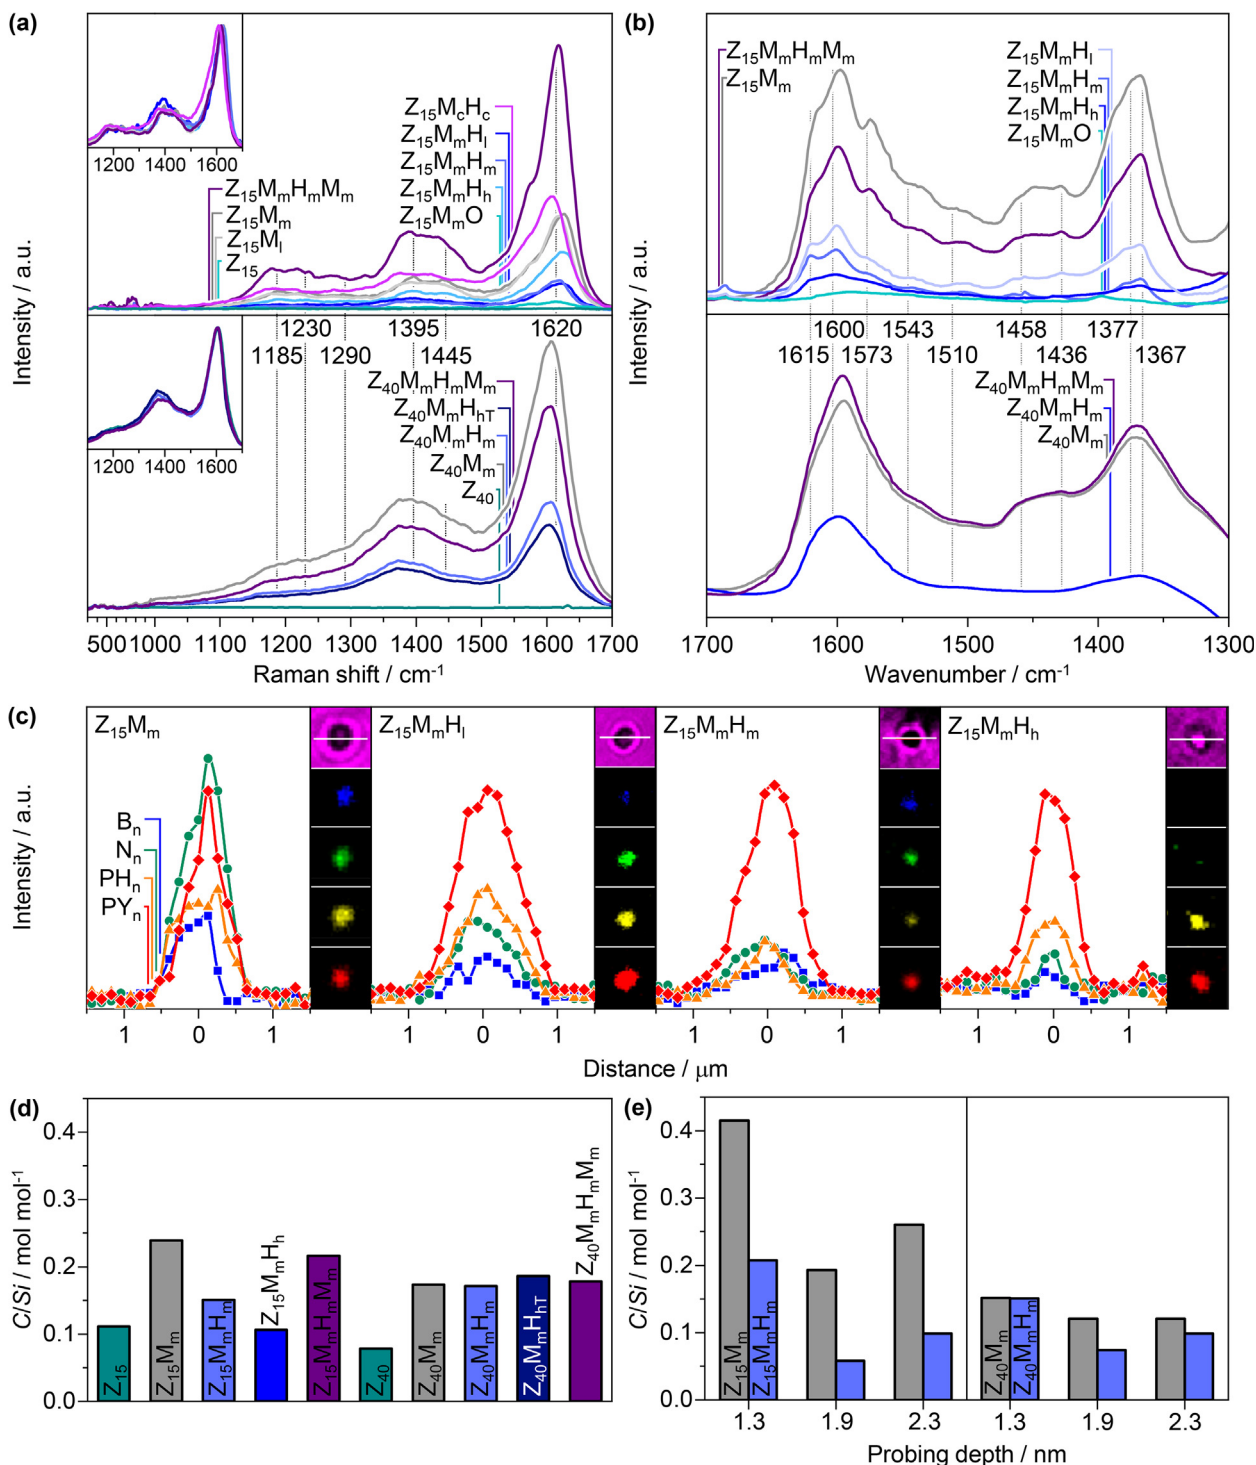 (a)
Intensity / a.u.
1200 1400 1600
Z15MmHmMm
Z15Mm
Z15Ml
Z15
Z15McHc
Z15MmHl
Z15MmHm
Z15MmHh
Z15MmO
1230 1395 1620
1185 1290 1445
Intensity / a.u.
1200 1400 1600
Z40MmHmMm
Z40MmHhT
Z40MmHm
Z40Mm
Z40
500 1000 1100 1200 1300 1400 1500 1600 1700
Raman shift / cm-1
(b)
Intensity / a.u.
Z15MmHmMm
Z15Mm
Z15MmHl
Z15MmHm
Z15MmHh
Z15MmO
1600 1543 1458 1377
1615 1573 1510 1436 1367
Intensity / a.u.
Z40MmHmMm
Z40MmHm
Z40Mm
1700 1600 1500 1400 1300
Wavenumber / cm-1
(c)
Intensity / a.u.
Z15Mm
Z15MmHl
Z15MmHm
Z15MmHh
Bn
Nn
PHn
PYn
1 0 1 1 0 1 1 0 1 1 0 1
Distance / μm
(d)
C/Si / mol mol-1
0.4
0.3
0.2
0.1
0.0
Z15
Z15Mm
Z15MmHm
Z15MmHh
Z15MmHmMm
Z40
Z40Mm
Z40MmHm
Z40MmHhT
Z40MmHmMm
(e)
C/Si / mol mol-1
0.4
0.3
0.2
0.1
0.0
Z15Mm
Z15MmHm
Z40Mm
Z40MmHm
1.3 1.9 2.3 1.3 1.9 2.3
Probing depth / nm